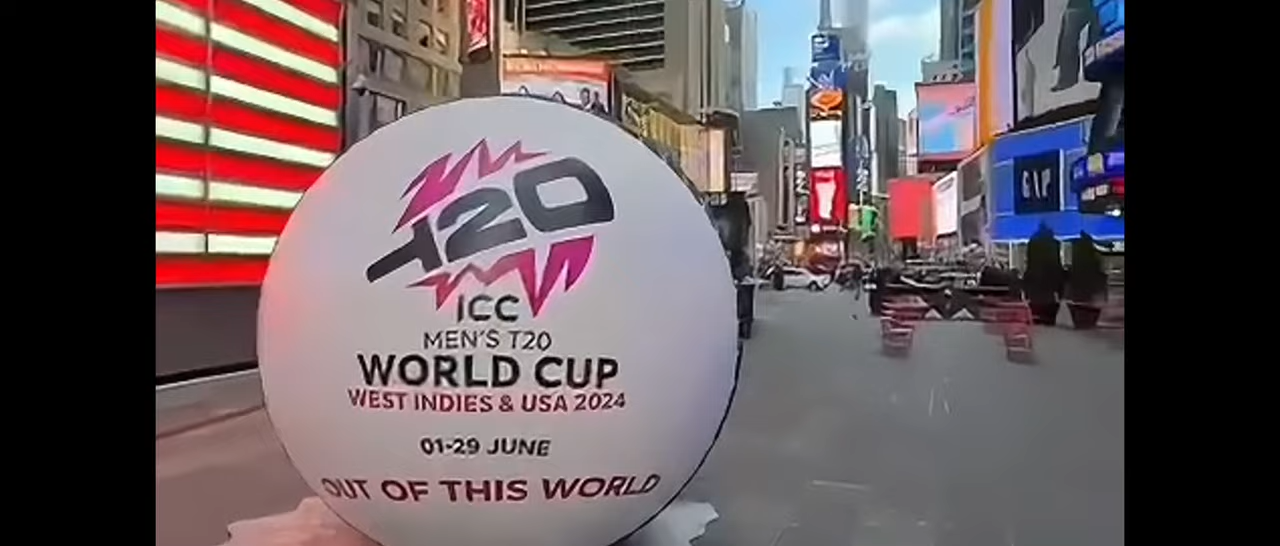 T20
ICC
MEN'S T20
WORLD CUP
WEST INDIES & USA 2024
01-29 JUNE
OUT OF THIS WORLD
GAP